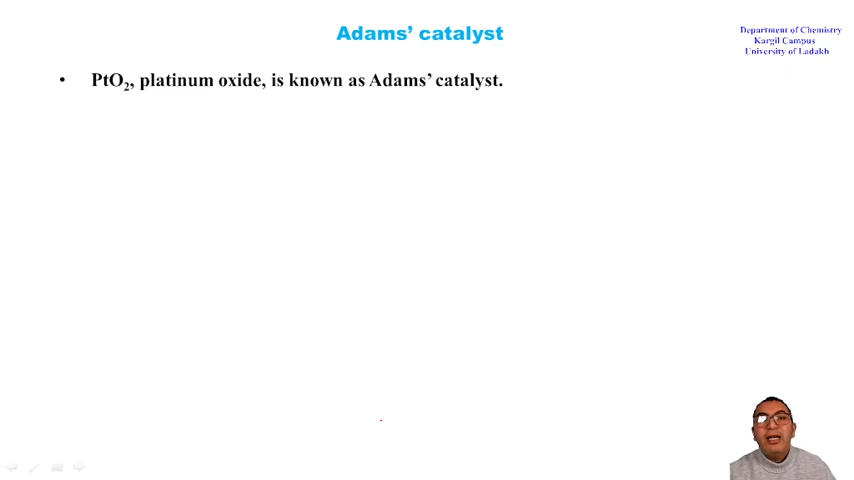 Adams’ catalyst
Department of Chemistry
Kargil Campus
University of Ladakh
• PtO₂, platinum oxide, is known as Adams’ catalyst.